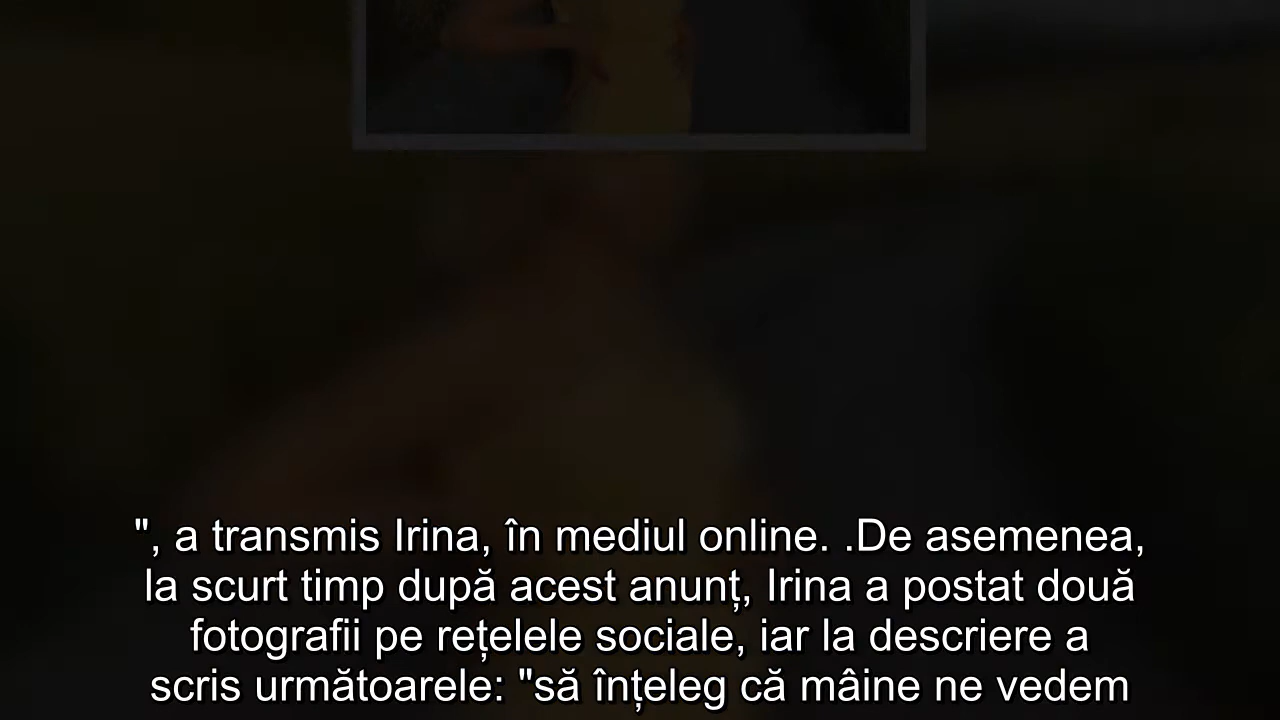 ", a transmis Irina, în mediul online. .De asemenea,
la scurt timp după acest anunț, Irina a postat două
fotografii pe rețelele sociale, iar la descriere a
scris următoarele: "să înțeleg că mâine ne vedem